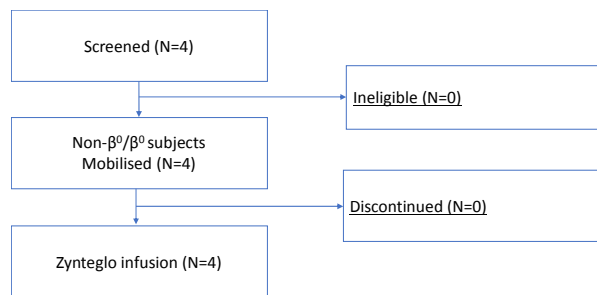 Screened (N=4)
Ineligible (N=0)
Non-β⁰/β⁰ subjects
Mobilised (N=4)
Discontinued (N=0)
Zynteglo infusion (N=4)